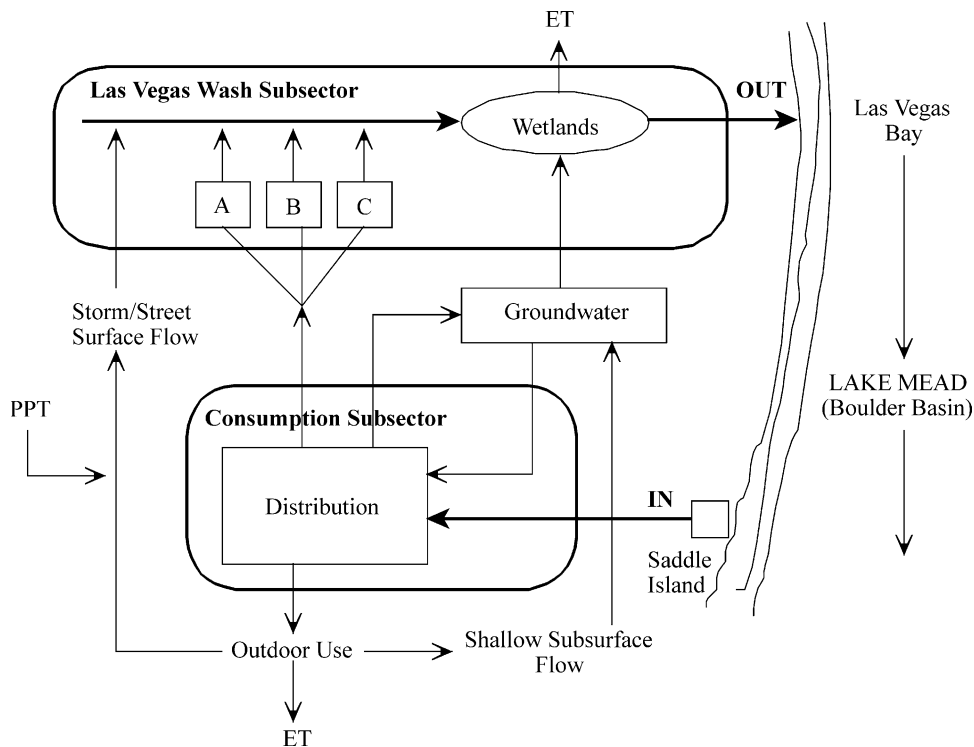 ET
Las Vegas Wash Subsector
OUT
Wetlands
Las Vegas
Bay
A
B
C
Storm/Street
Surface Flow
Groundwater
PPT
LAKE MEAD
(Boulder Basin)
Consumption Subsector
Distribution
IN
Saddle
Island
Outdoor Use
Shallow Subsurface
Flow
ET